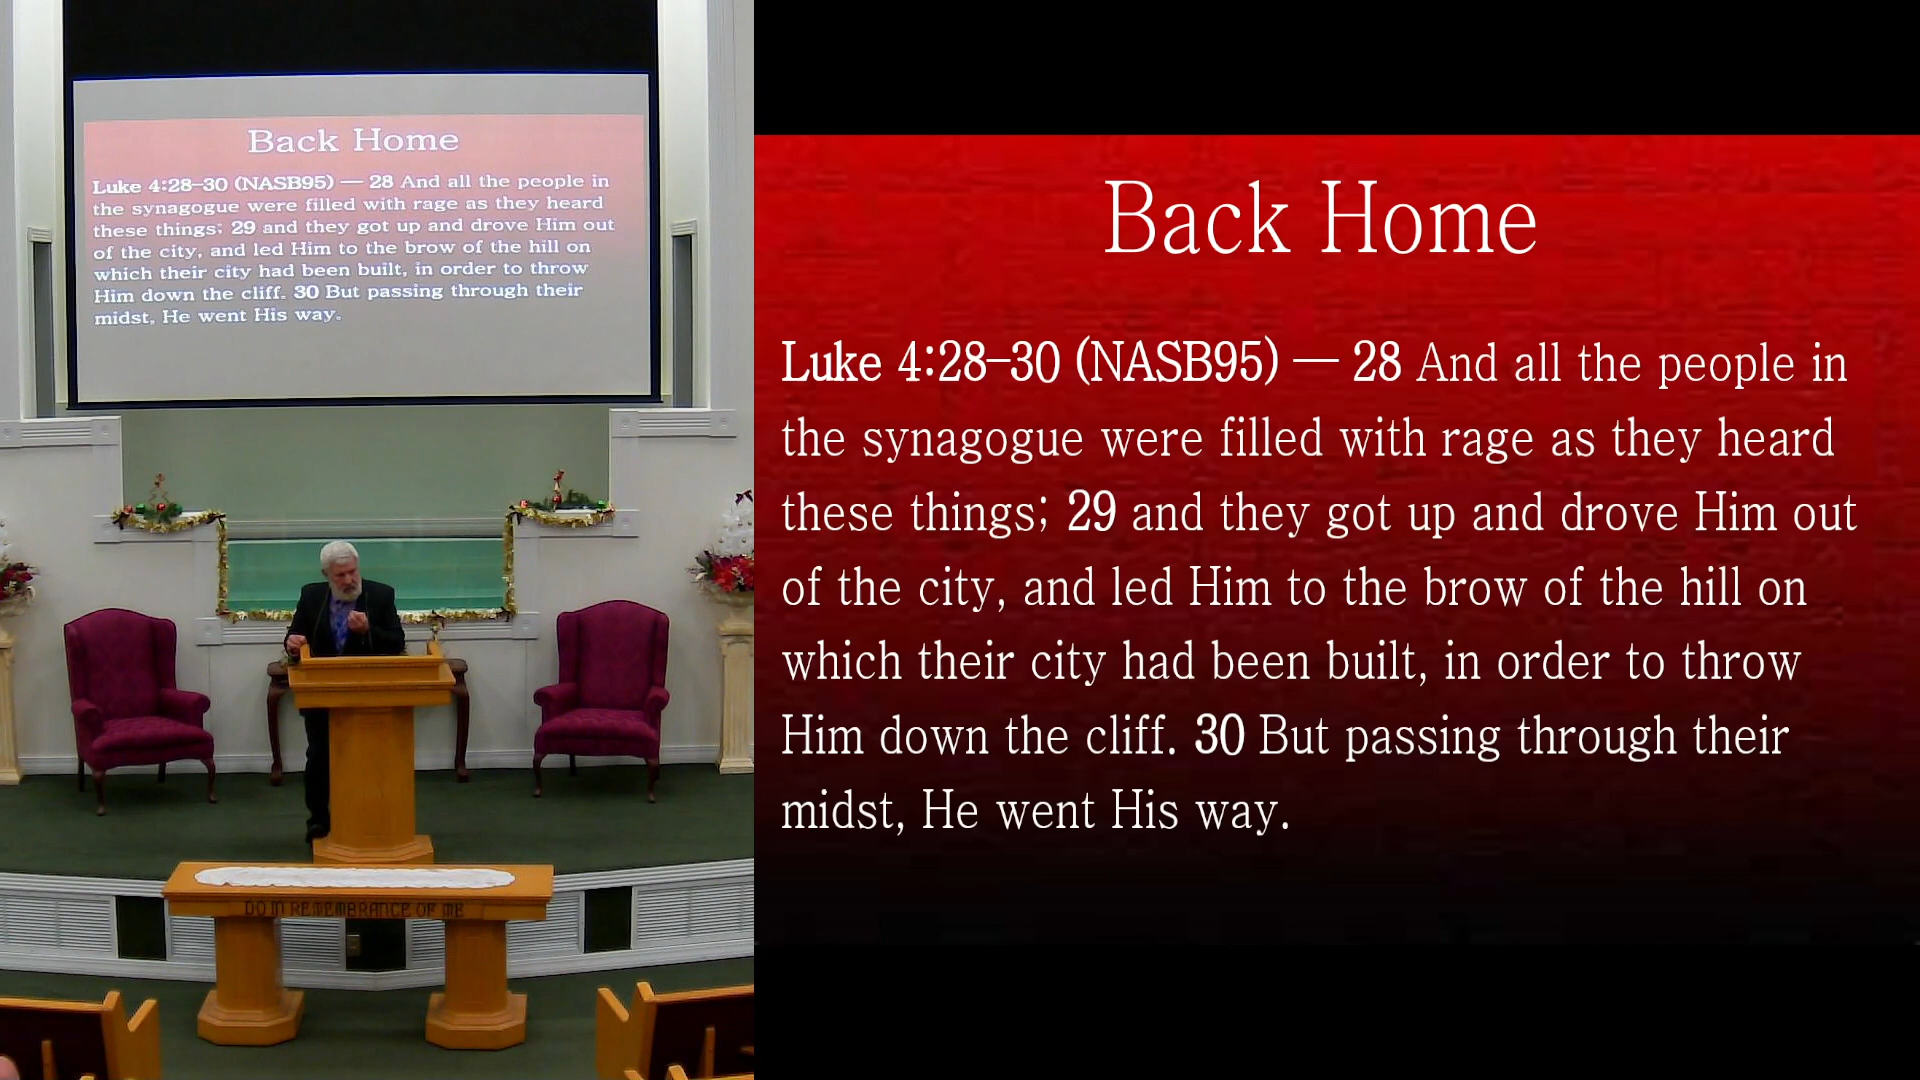 Back Home
Luke 4:28–30 (NASB95) — 28 And all the people in
the synagogue were filled with rage as they heard
these things; 29 and they got up and drove Him out
of the city, and led Him to the brow of the hill on
which their city had been built, in order to throw
Him down the cliff. 30 But passing through their
midst, He went His way.
DO IN REMEMBRANCE OF ME
Back Home
Luke 4:28–30 (NASB95) — 28 And all the people in
the synagogue were filled with rage as they heard
these things; 29 and they got up and drove Him out
of the city, and led Him to the brow of the hill on
which their city had been built, in order to throw
Him down the cliff. 30 But passing through their
midst, He went His way.